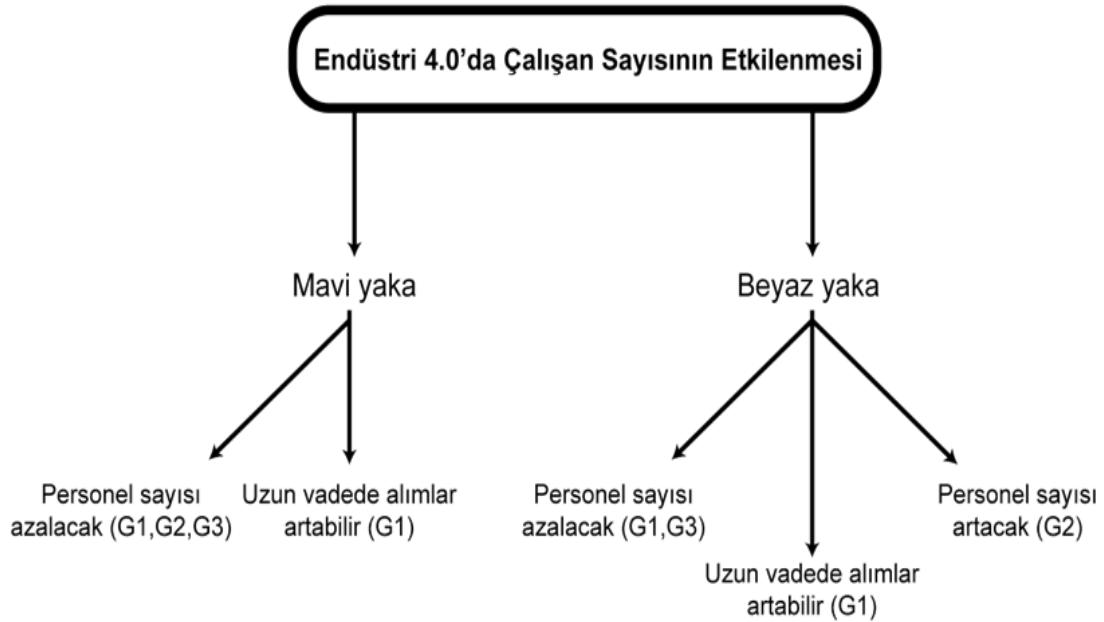 Endüstri 4.0’da Çalışan Sayısının Etkilenmesi
Mavi yaka
Beyaz yaka
Personel sayısı
azalacak (G1,G2,G3)
Uzun vadede alımlar
artabilir (G1)
Personel sayısı
azalacak (G1,G3)
Uzun vadede alımlar
artabilir (G1)
Personel sayısı
artacak (G2)